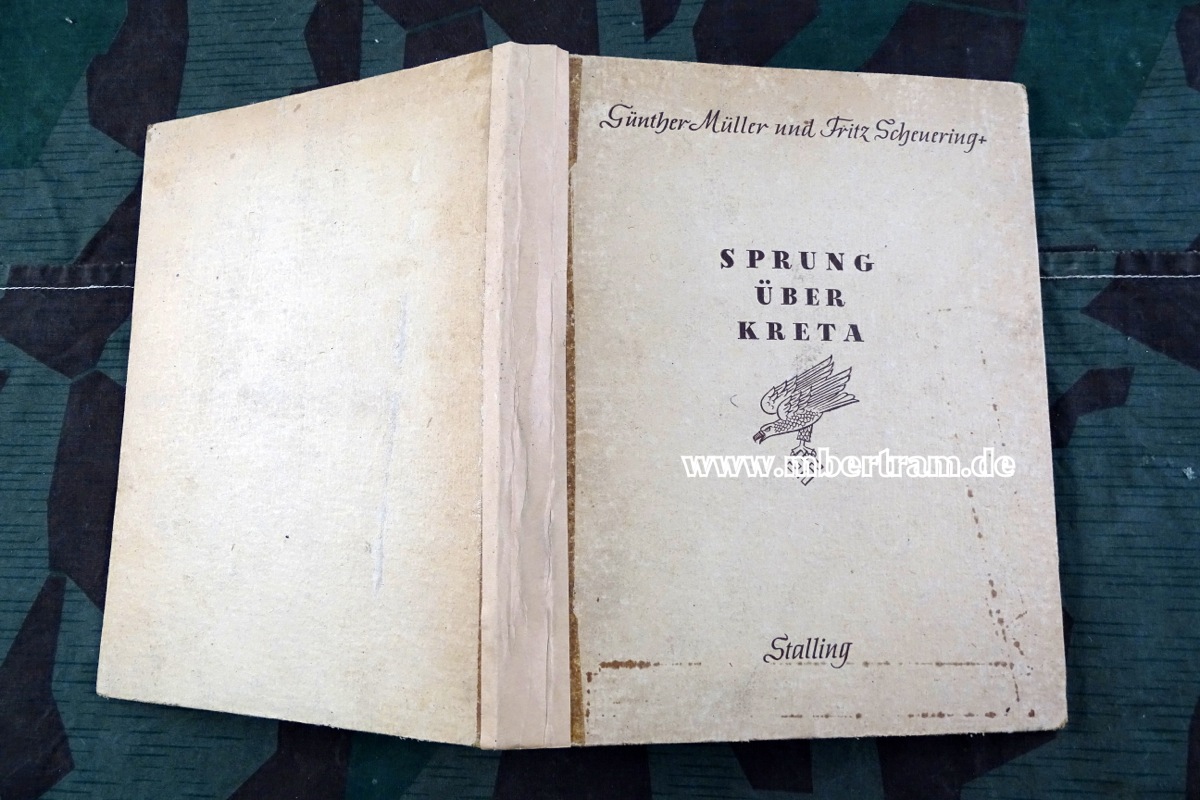 Günther Müller und Fritz Scheuering+
SPRUNG
ÜBER
KRETA
www.mbertram.de
Stalling